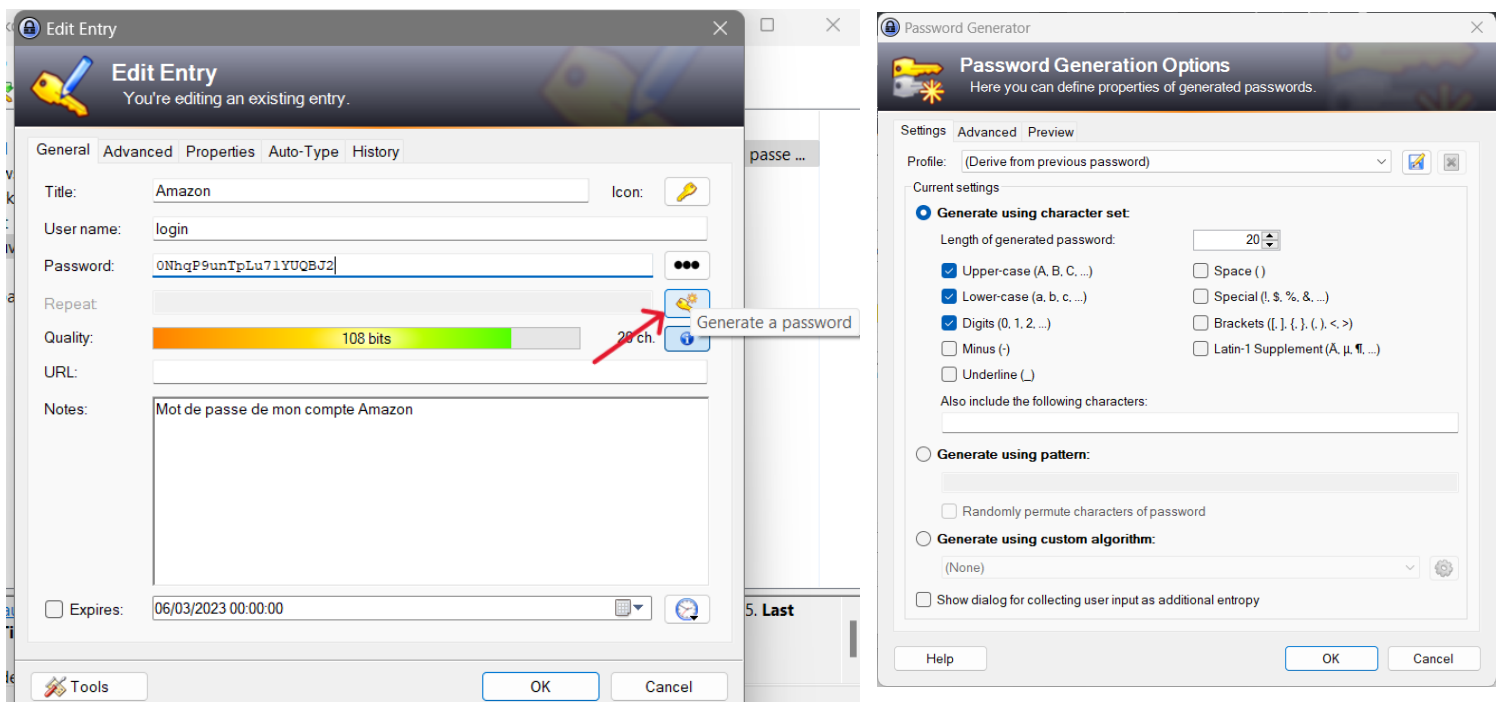 Edit Entry
Edit Entry
You're editing an existing entry.
General Advanced Properties Auto-Type History
passe ...
Title: Amazon Icon:
User name: login
Password: 0NhqP9unTpLu71YUQBJ2
Repeat:
Generate a password
Quality: 108 bits 20 ch.
URL:
Notes: Mot de passe de mon compte Amazon
Expires: 06/03/2023 00:00:00
5. Last
Tools OK Cancel
Password Generator
Password Generation Options
Here you can define properties of generated passwords.
Settings Advanced Preview
Profile: (Derive from previous password)
Current settings
Generate using character set:
Length of generated password: 20
Upper-case (A, B, C, ...) Space ( )
Lower-case (a, b, c, ...) Special (!, $, %, &, ...)
Digits (0, 1, 2, ...) Brackets ([, ], {, }, (, ), <, >)
Minus (-) Latin-1 Supplement (Ä, µ, ¶, ...)
Underline (_)
Also include the following characters:
Generate using pattern:
Randomly permute characters of password
Generate using custom algorithm:
(None)
Show dialog for collecting user input as additional entropy
Help OK Cancel